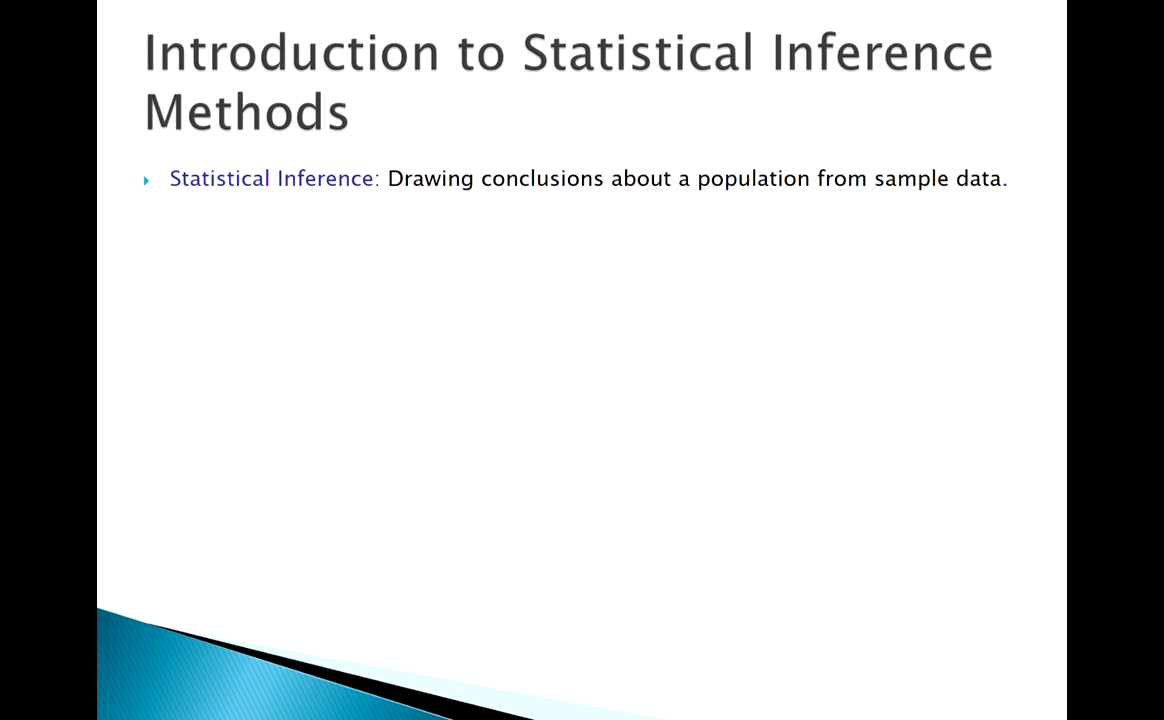 Introduction to Statistical Inference
Methods
Statistical Inference: Drawing conclusions about a population from sample data.